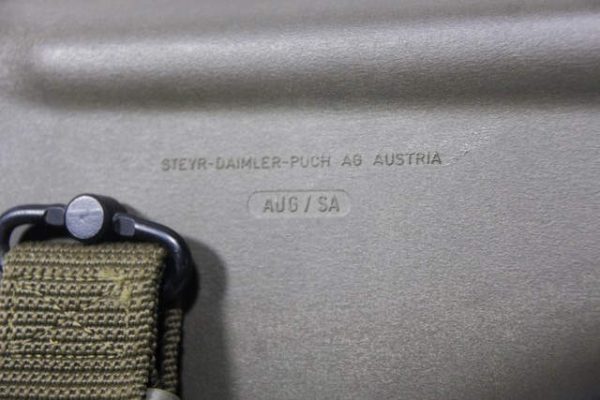 STEYR-DAIMLER-PUCH AG AUSTRIA
AUG / SA